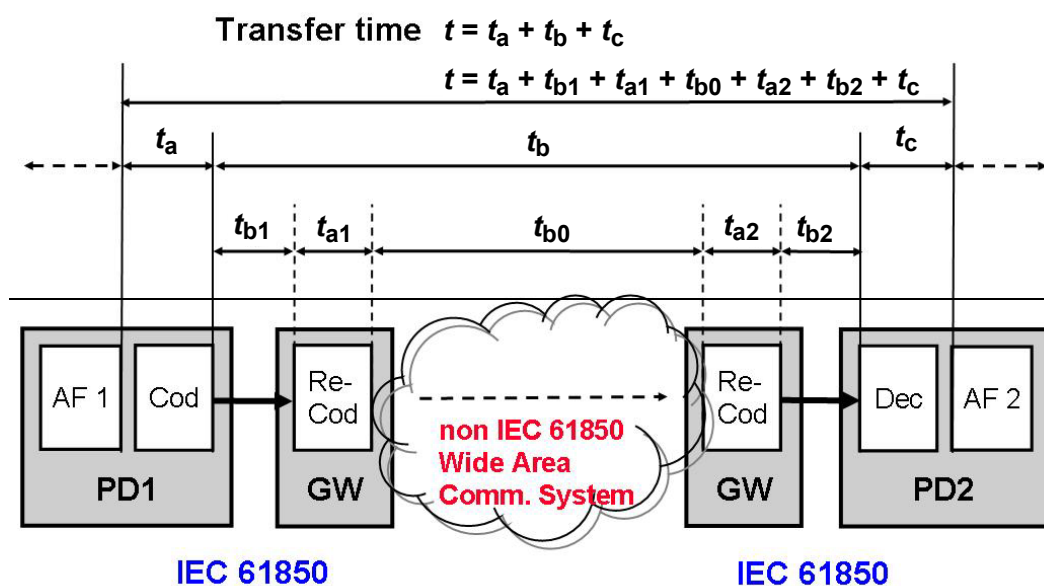 Transfer time t = ta + tb + tc
t = ta + tb1 + ta1 + tb0 + ta2 + tb2 + tc
ta tb tc
tb1 ta1 tb0 ta2 tb2
AF 1 Cod Re-Cod Re-Cod Dec AF 2
non IEC 61850
Wide Area
Comm. System
PD1 GW GW PD2
IEC 61850 IEC 61850